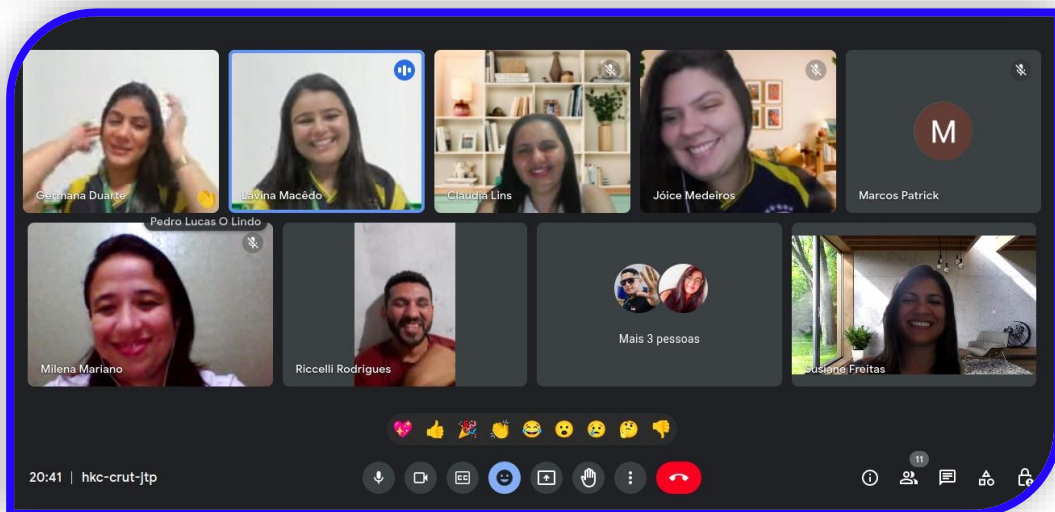 Germana Duarte
Lavina Macêdo
Claudia Lins
Jóice Medeiros
M
Marcos Patrick
Pedro Lucas O Lindo
Milena Mariano
Riccelli Rodrigues
Mais 3 pessoas
Susiane Freitas
20:41 | hkc-crut-jtp
CC
11